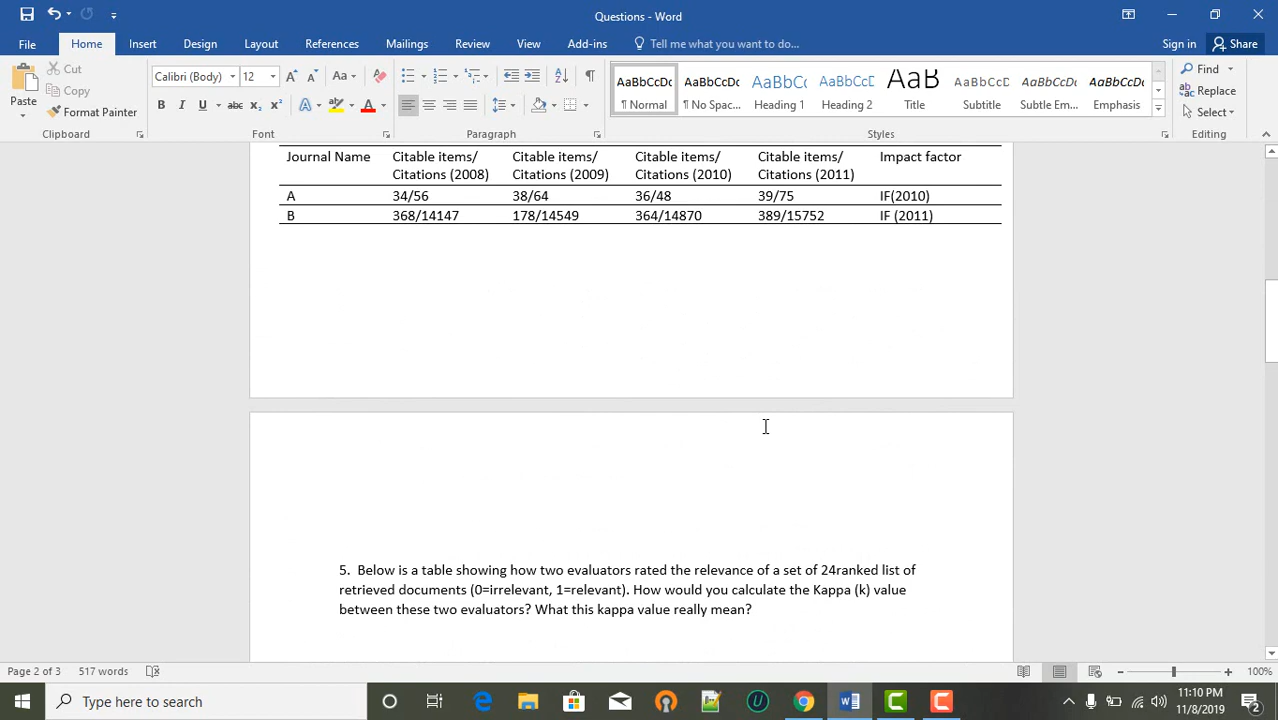 Questions - Word
File Home Insert Design Layout References Mailings Review View Add-ins Tell me what you want to do... Sign in Share
Paste Cut Copy Format Painter
Calibri (Body) 12 Aa
B I U abc X₂ X² A A
AaBbCcDc AaBbCcDc AaBbCc AaBbCcD AaB AaBbCcD AaBbCcDc AaBbCcDc
¶ Normal ¶ No Spac... Heading Heading 2 Title Subtitle Subtle Em... Emphasis
Find
Replace
Select
Clipboard Font Paragraph Styles Editing
Journal Name Citable items/ Citable items/ Citable items/ Citable items/ Impact factor
Citations (2008) Citations (2009) Citations (2010) Citations (2011)
A 34/56 38/64 36/48 39/75 IF(2010)
B 368/14147 178/14549 364/14870 389/15752 IF (2011)
5. Below is a table showing how two evaluators rated the relevance of a set of 24ranked list of
retrieved documents (0=irrelevant, 1=relevant). How would you calculate the Kappa (k) value
between these two evaluators? What this kappa value really mean?
Page 2 of 3 517 words 100%
Type here to search
11:10 PM
11/8/2019
2